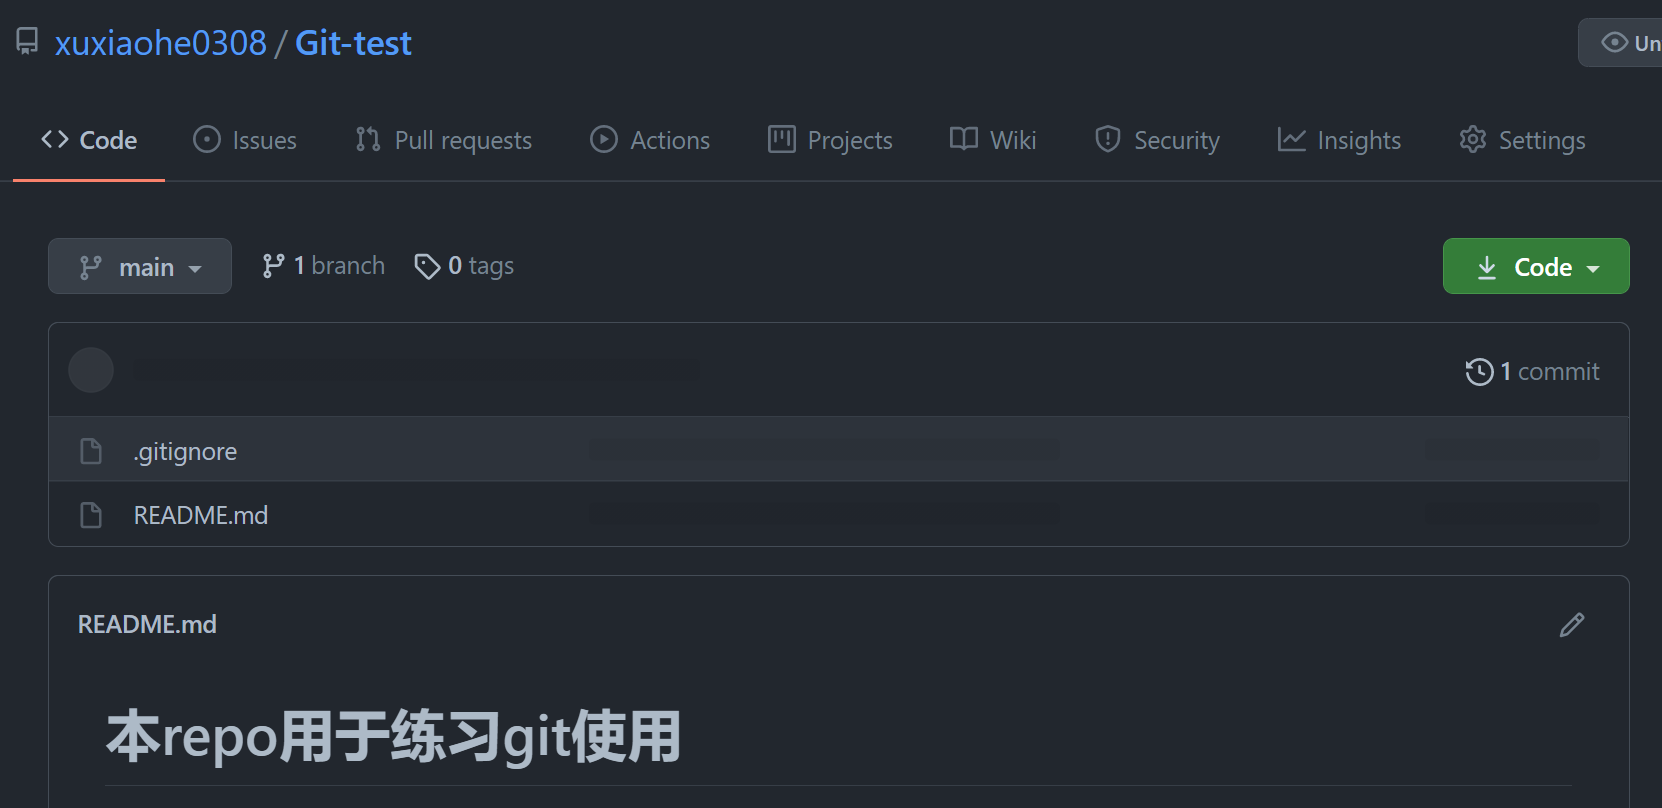 xuxiaohe0308 / Git-test
Un
Code Issues Pull requests Actions Projects Wiki Security Insights Settings
main 1 branch 0 tags Code
1 commit
.gitignore
README.md
README.md
本repo用于练习git使用